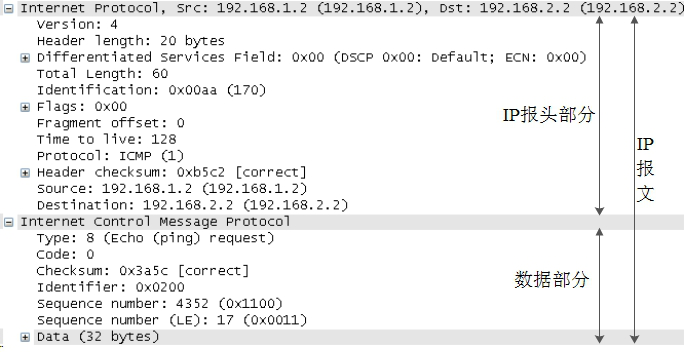 Internet Protocol, Src: 192.168.1.2 (192.168.1.2), Dst: 192.168.2.2 (192.168.2.2)
Version: 4
Header length: 20 bytes
Differentiated Services Field: 0x00 (DSCP 0x00: Default; ECN: 0x00)
Total Length: 60
Identification: 0x00aa (170)
Flags: 0x00
Fragment offset: 0
Time to live: 128
Protocol: ICMP (1)
Header checksum: 0xb5c2 [correct]
Source: 192.168.1.2 (192.168.1.2)
Destination: 192.168.2.2 (192.168.2.2)
IP报头部分
IP
报
文
Internet Control Message Protocol
Type: 8 (Echo (ping) request)
Code: 0
Checksum: 0x3a5c [correct]
Identifier: 0x0200
Sequence number: 4352 (0x1100)
Sequence number (LE): 17 (0x0011)
Data (32 bytes)
数据部分